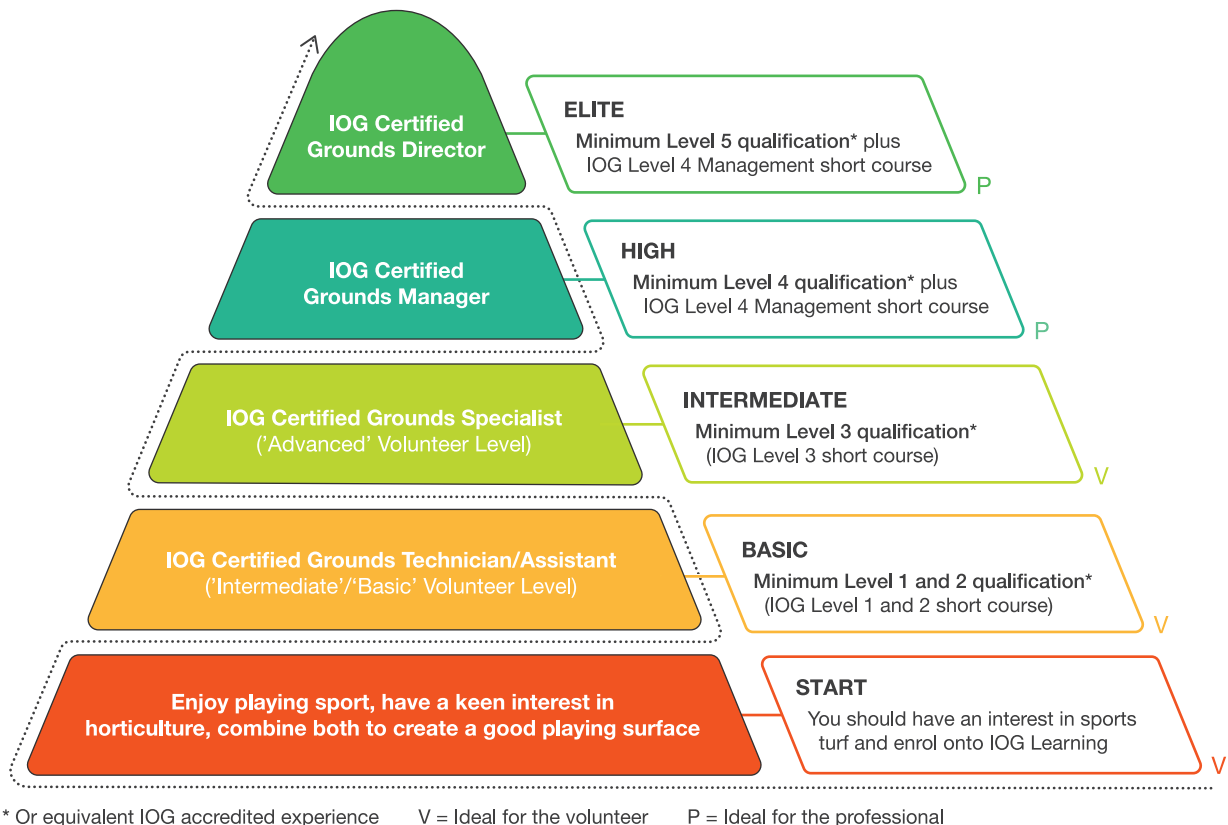 IOG Certified
Grounds Director
ELITE
Minimum Level 5 qualification* plus
IOG Level 4 Management short course
P
IOG Certified
Grounds Manager
HIGH
Minimum Level 4 qualification* plus
IOG Level 4 Management short course
P
IOG Certified Grounds Specialist
('Advanced' Volunteer Level)
INTERMEDIATE
Minimum Level 3 qualification*
(IOG Level 3 short course)
V
IOG Certified Grounds Technician/Assistant
('Intermediate'/‘Basic’ Volunteer Level)
BASIC
Minimum Level 1 and 2 qualification*
(IOG Level 1 and 2 short course)
V
Enjoy playing sport, have a keen interest in
horticulture, combine both to create a good playing surface
START
You should have an interest in sports
turf and enrol onto IOG Learning
V
* Or equivalent IOG accredited experience V = Ideal for the volunteer P = Ideal for the professional